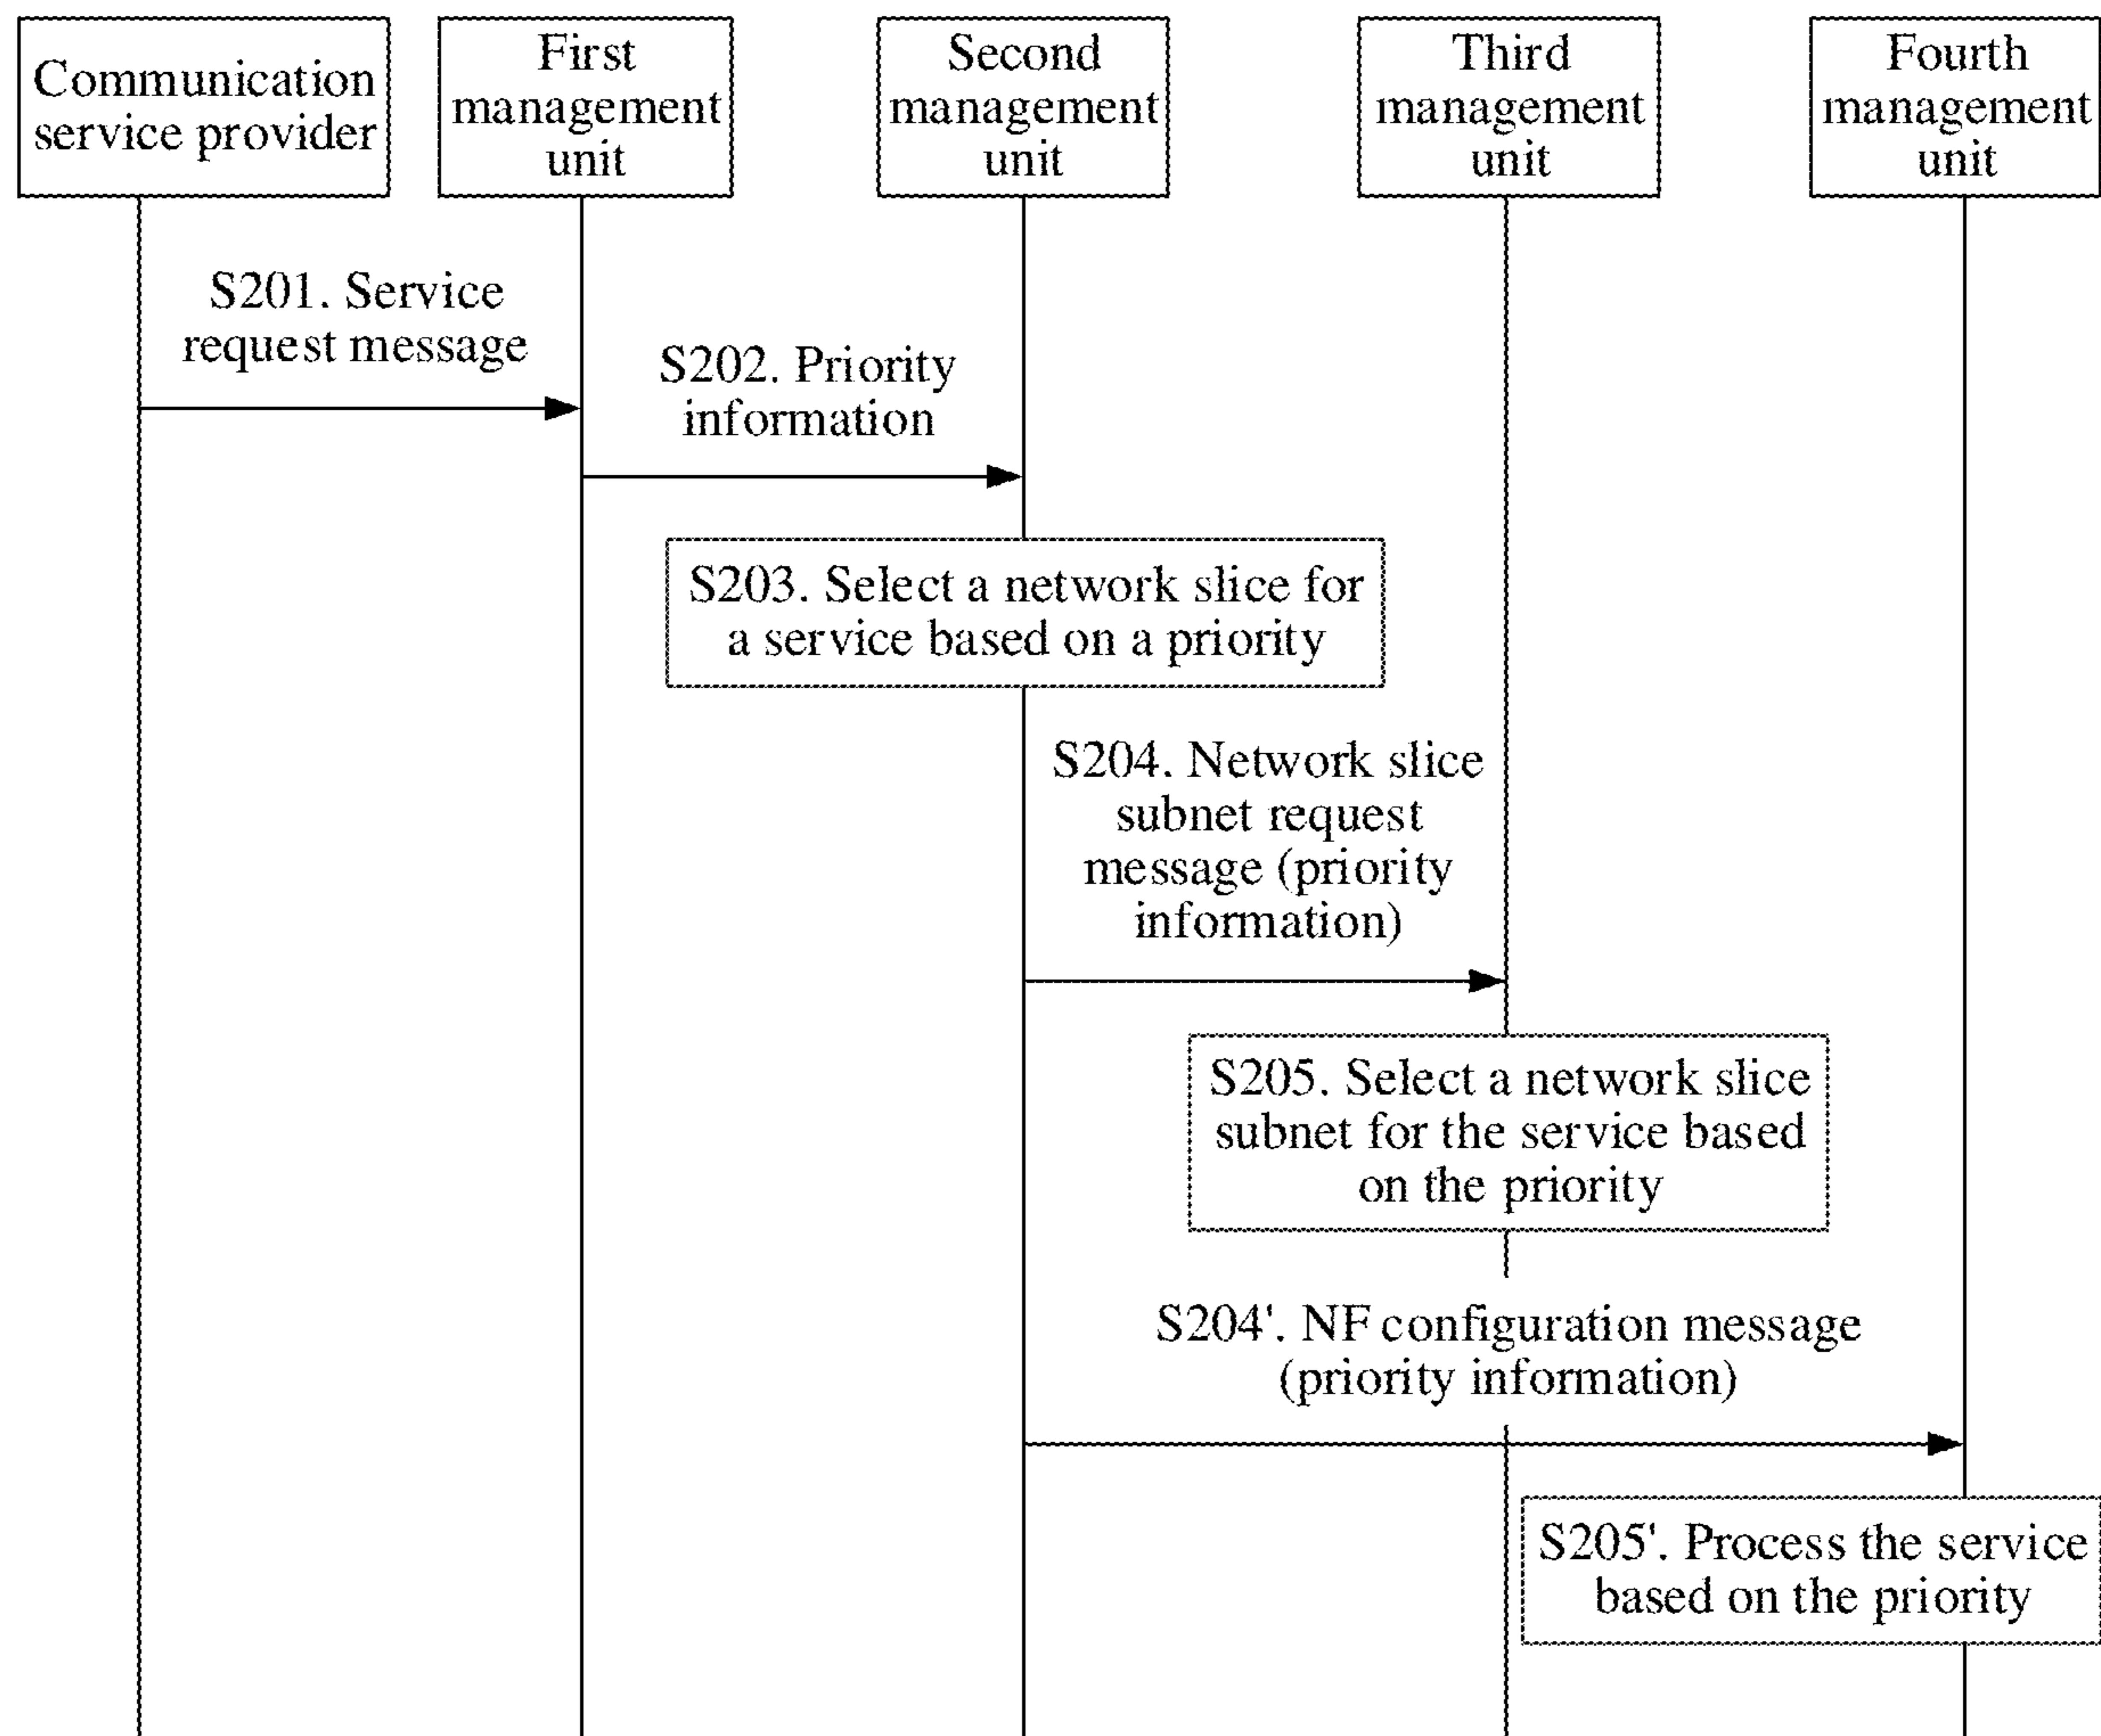 Communication
service provider
First
management
unit
Second
management
unit
Third
management
unit
Fourth
management
unit
S201. Service
request message
S202. Priority
information
S203. Select a network slice for
a service based on a priority
S204. Network slice
subnet request
message (priority
information)
S205. Select a network slice
subnet for the service based
on the priority
S204'. NF configuration message
(priority information)
S205'. Process the service
based on the priority